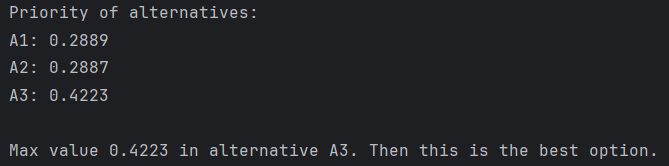 Priority of alternatives:
A1: 0.2889
A2: 0.2887
A3: 0.4223
Max value 0.4223 in alternative A3. Then this is the best option.